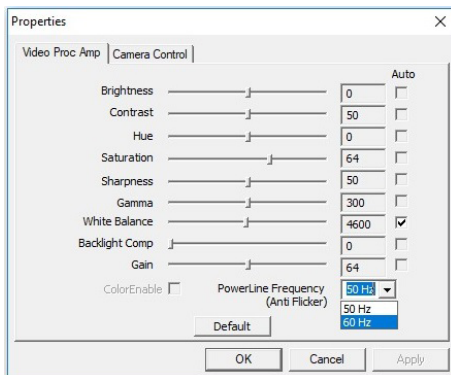 Properties
Video Proc Amp Camera Control
Auto
Brightness 0
Contrast 50
Hue 0
Saturation 64
Sharpness 50
Gamma 300
White Balance 4600
Backlight Comp 0
Gain 64
ColorEnable PowerLine Frequency 50 Hz
(Anti Flicker) 50 Hz
60 Hz
Default
OK Cancel Apply